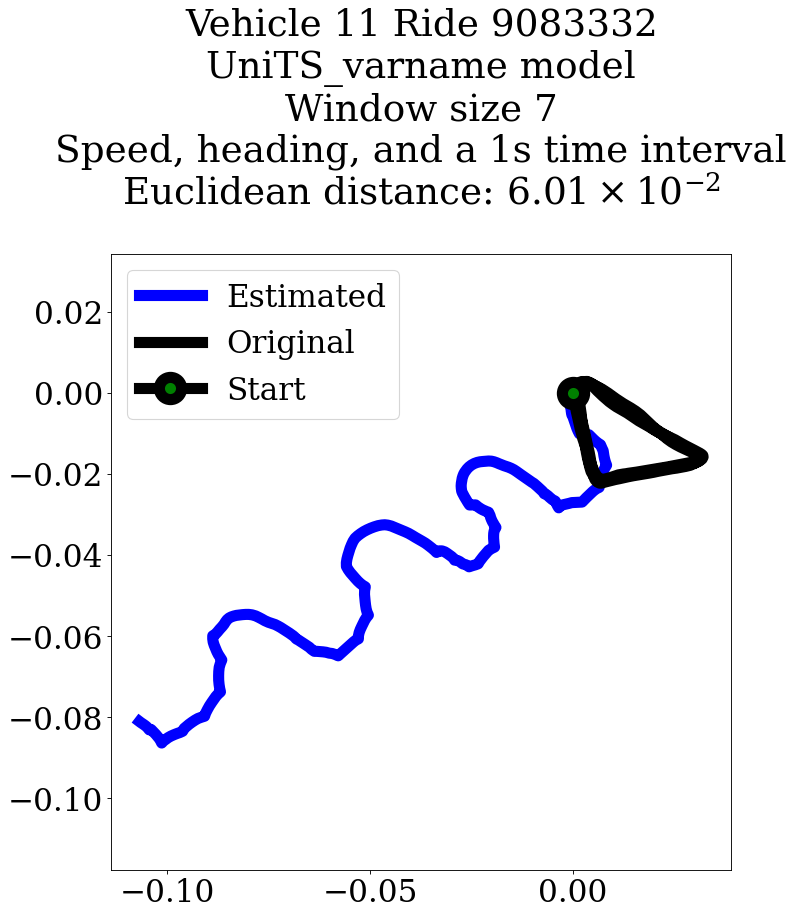 Vehicle 11 Ride 9083332
UniTS_varname model
Window size 7
Speed, heading, and a 1s time interval
Euclidean distance: 6.01 × 10⁻²
Estimated
Original
Start
0.02
0.00
−0.02
−0.04
−0.06
−0.08
−0.10
−0.10 −0.05 0.00